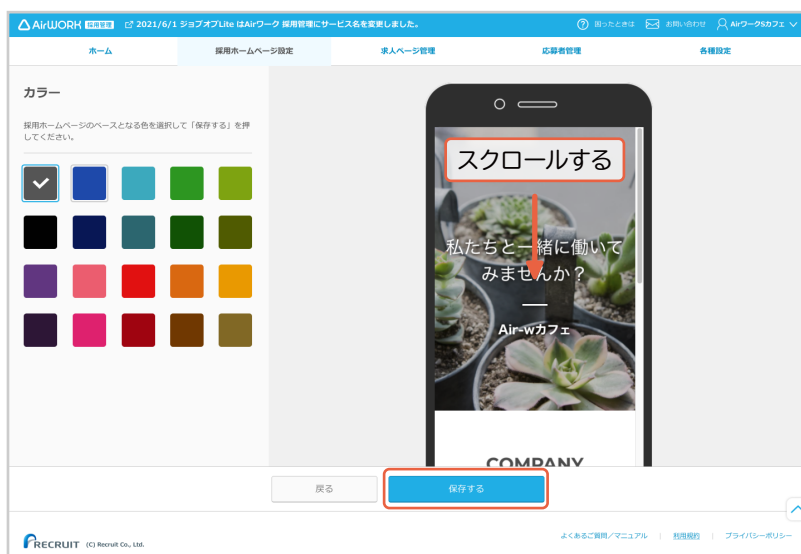 AirWORK 採用管理 2021/6/1 ジョブオプLite はAirワーク 採用管理にサービス名を変更しました。 困ったときは お問い合わせ AirワークSカフェ
ホーム 採用ホームページ設定 求人ページ管理 応募者管理 各種設定
カラー
採用ホームページのベースとなる色を選択して「保存する」を押
してください。
スクロールする
私たちと一緒に働いて
みませんか？
Air-wカフェ
COMPANY
戻る 保存する
RECRUIT (C) Recruit Co., Ltd. よくあるご質問／マニュアル 利用規約 プライバシーポリシー